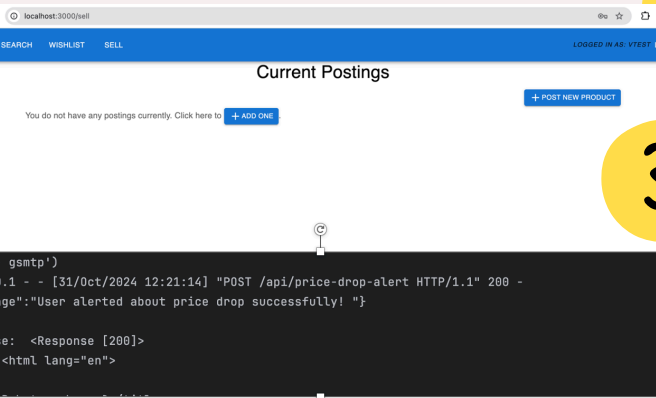 localhost:3000/sell
SEARCH WISHLIST SELL LOGGED IN AS: VTEST
Current Postings
+ POST NEW PRODUCT
You do not have any postings currently. Click here to + ADD ONE .
gsmtp')
.1 - - [31/Oct/2024 12:21:14] "POST /api/price-drop-alert HTTP/1.1" 200 -
ge":"User alerted about price drop successfully! "}
e: <Response [200]>
<html lang="en">